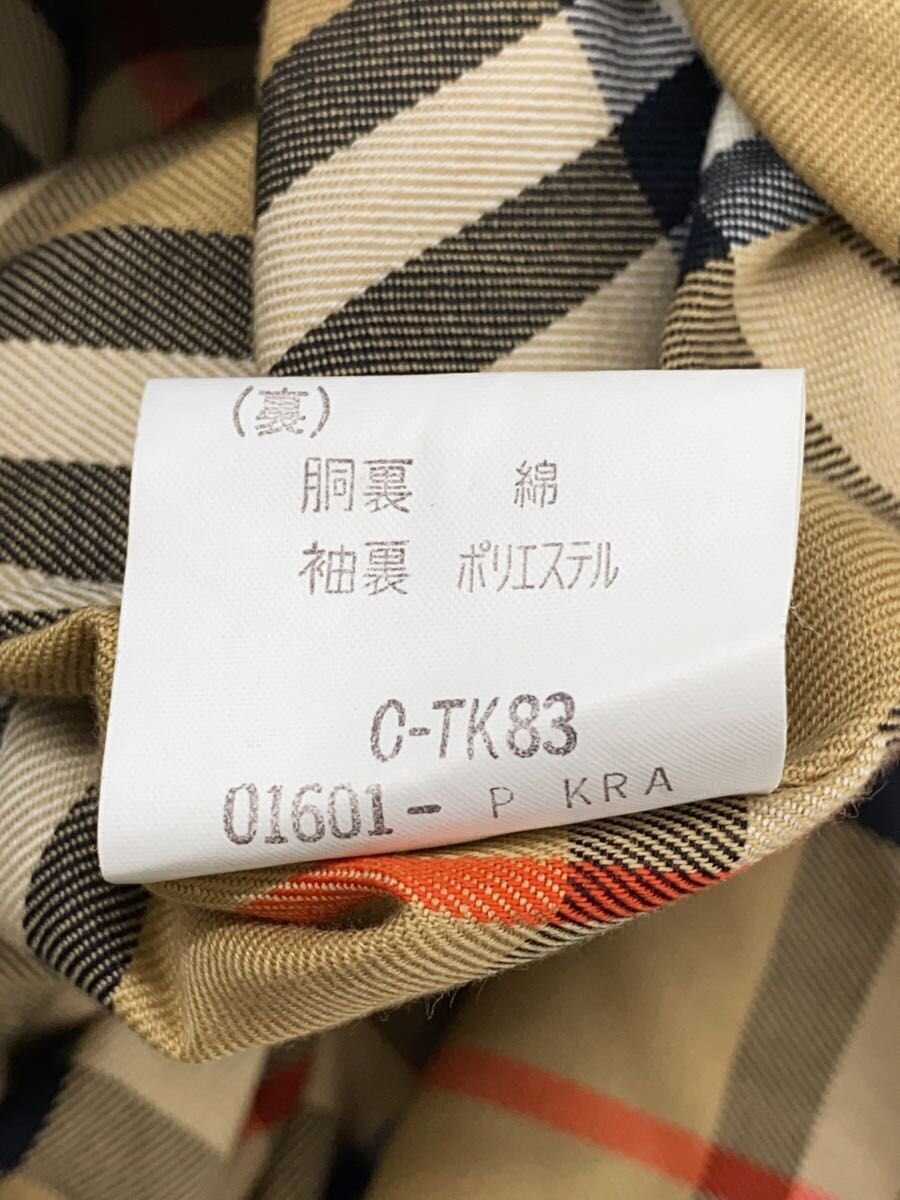 (裏)
胴裏 綿
袖裏 ポリエステル
C-TK83
01601- P KRA